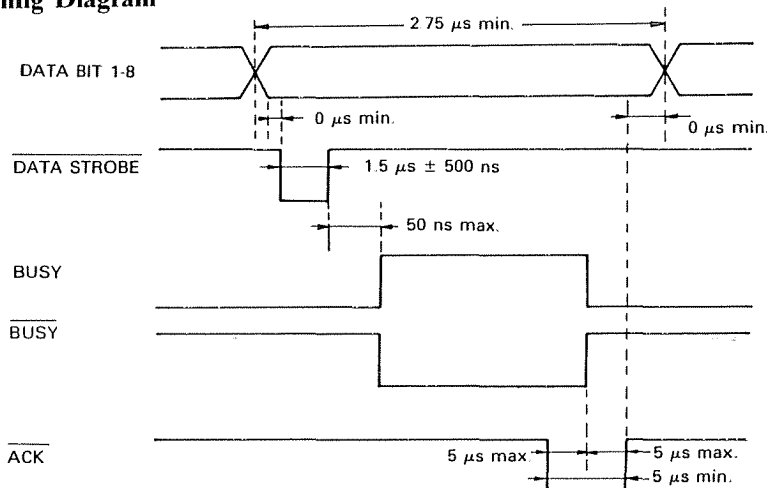 ning Diagram
2.75 μs min.
DATA BIT 1-8
0 μs min.
0 μs min.
DATA STROBE
1.5 μs ± 500 ns
50 ns max.
BUSY
BUSY
ACK
5 μs max.
5 μs max.
5 μs min.